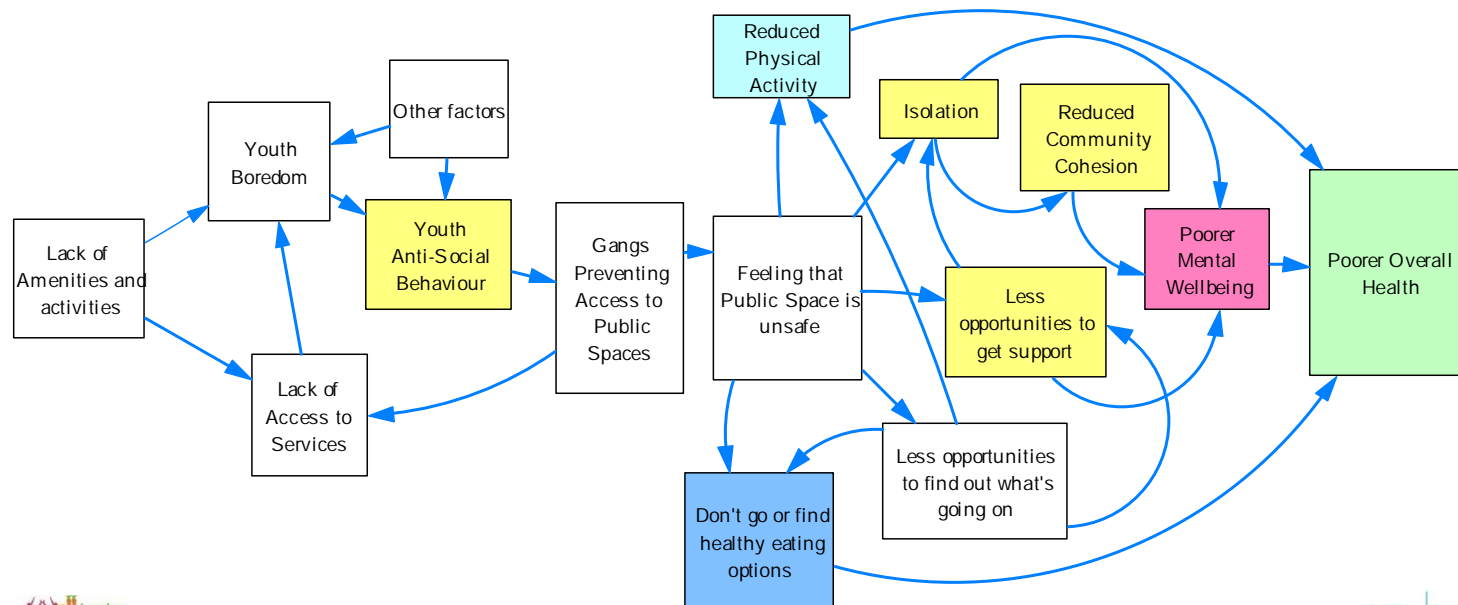 Lack of
Amenities and
activities
Youth
Boredom
Other factors
Youth
Anti-Social
Behaviour
Lack of
Access to
Services
Gangs
Preventing
Access to
Public
Spaces
Reduced
Physical
Activity
Feeling that
Public Space is
unsafe
Don't go or find
healthy eating
options
Isolation
Reduced
Community
Cohesion
Less
opportunities to
get support
Less opportunities
to find out what's
going on
Poorer
Mental
Wellbeing
Poorer Overall
Health